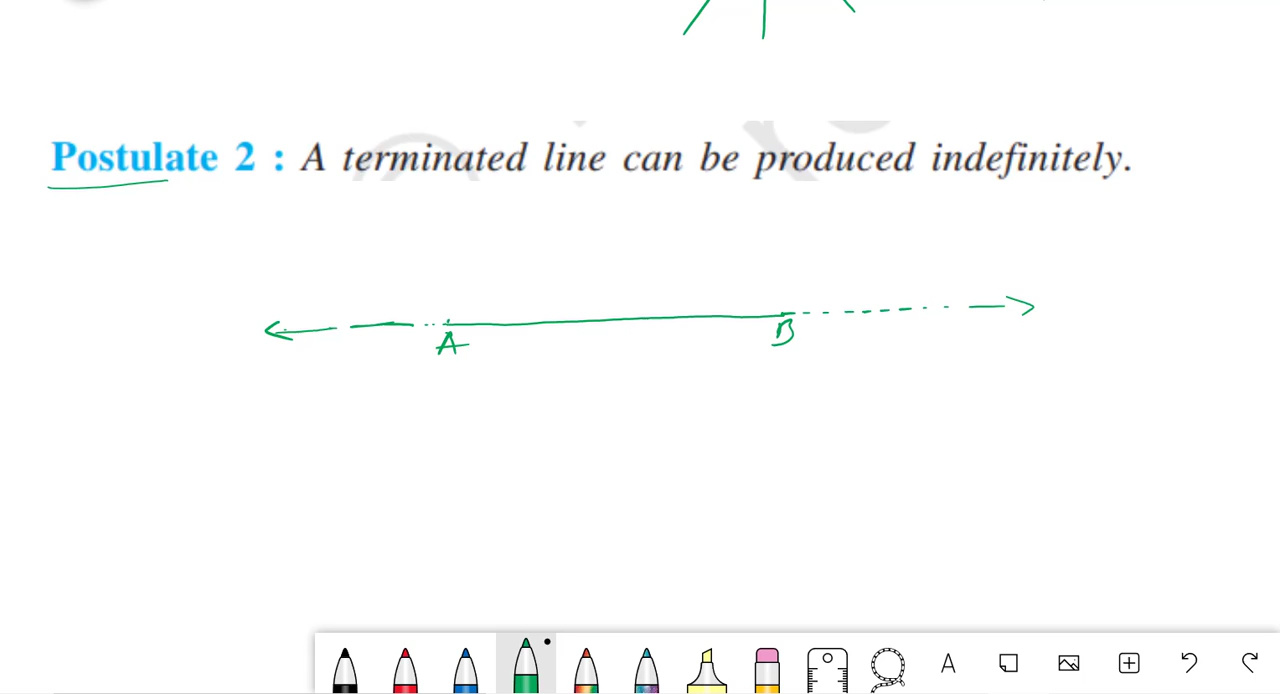 Postulate 2 : A terminated line can be produced indefinitely.
A B
A